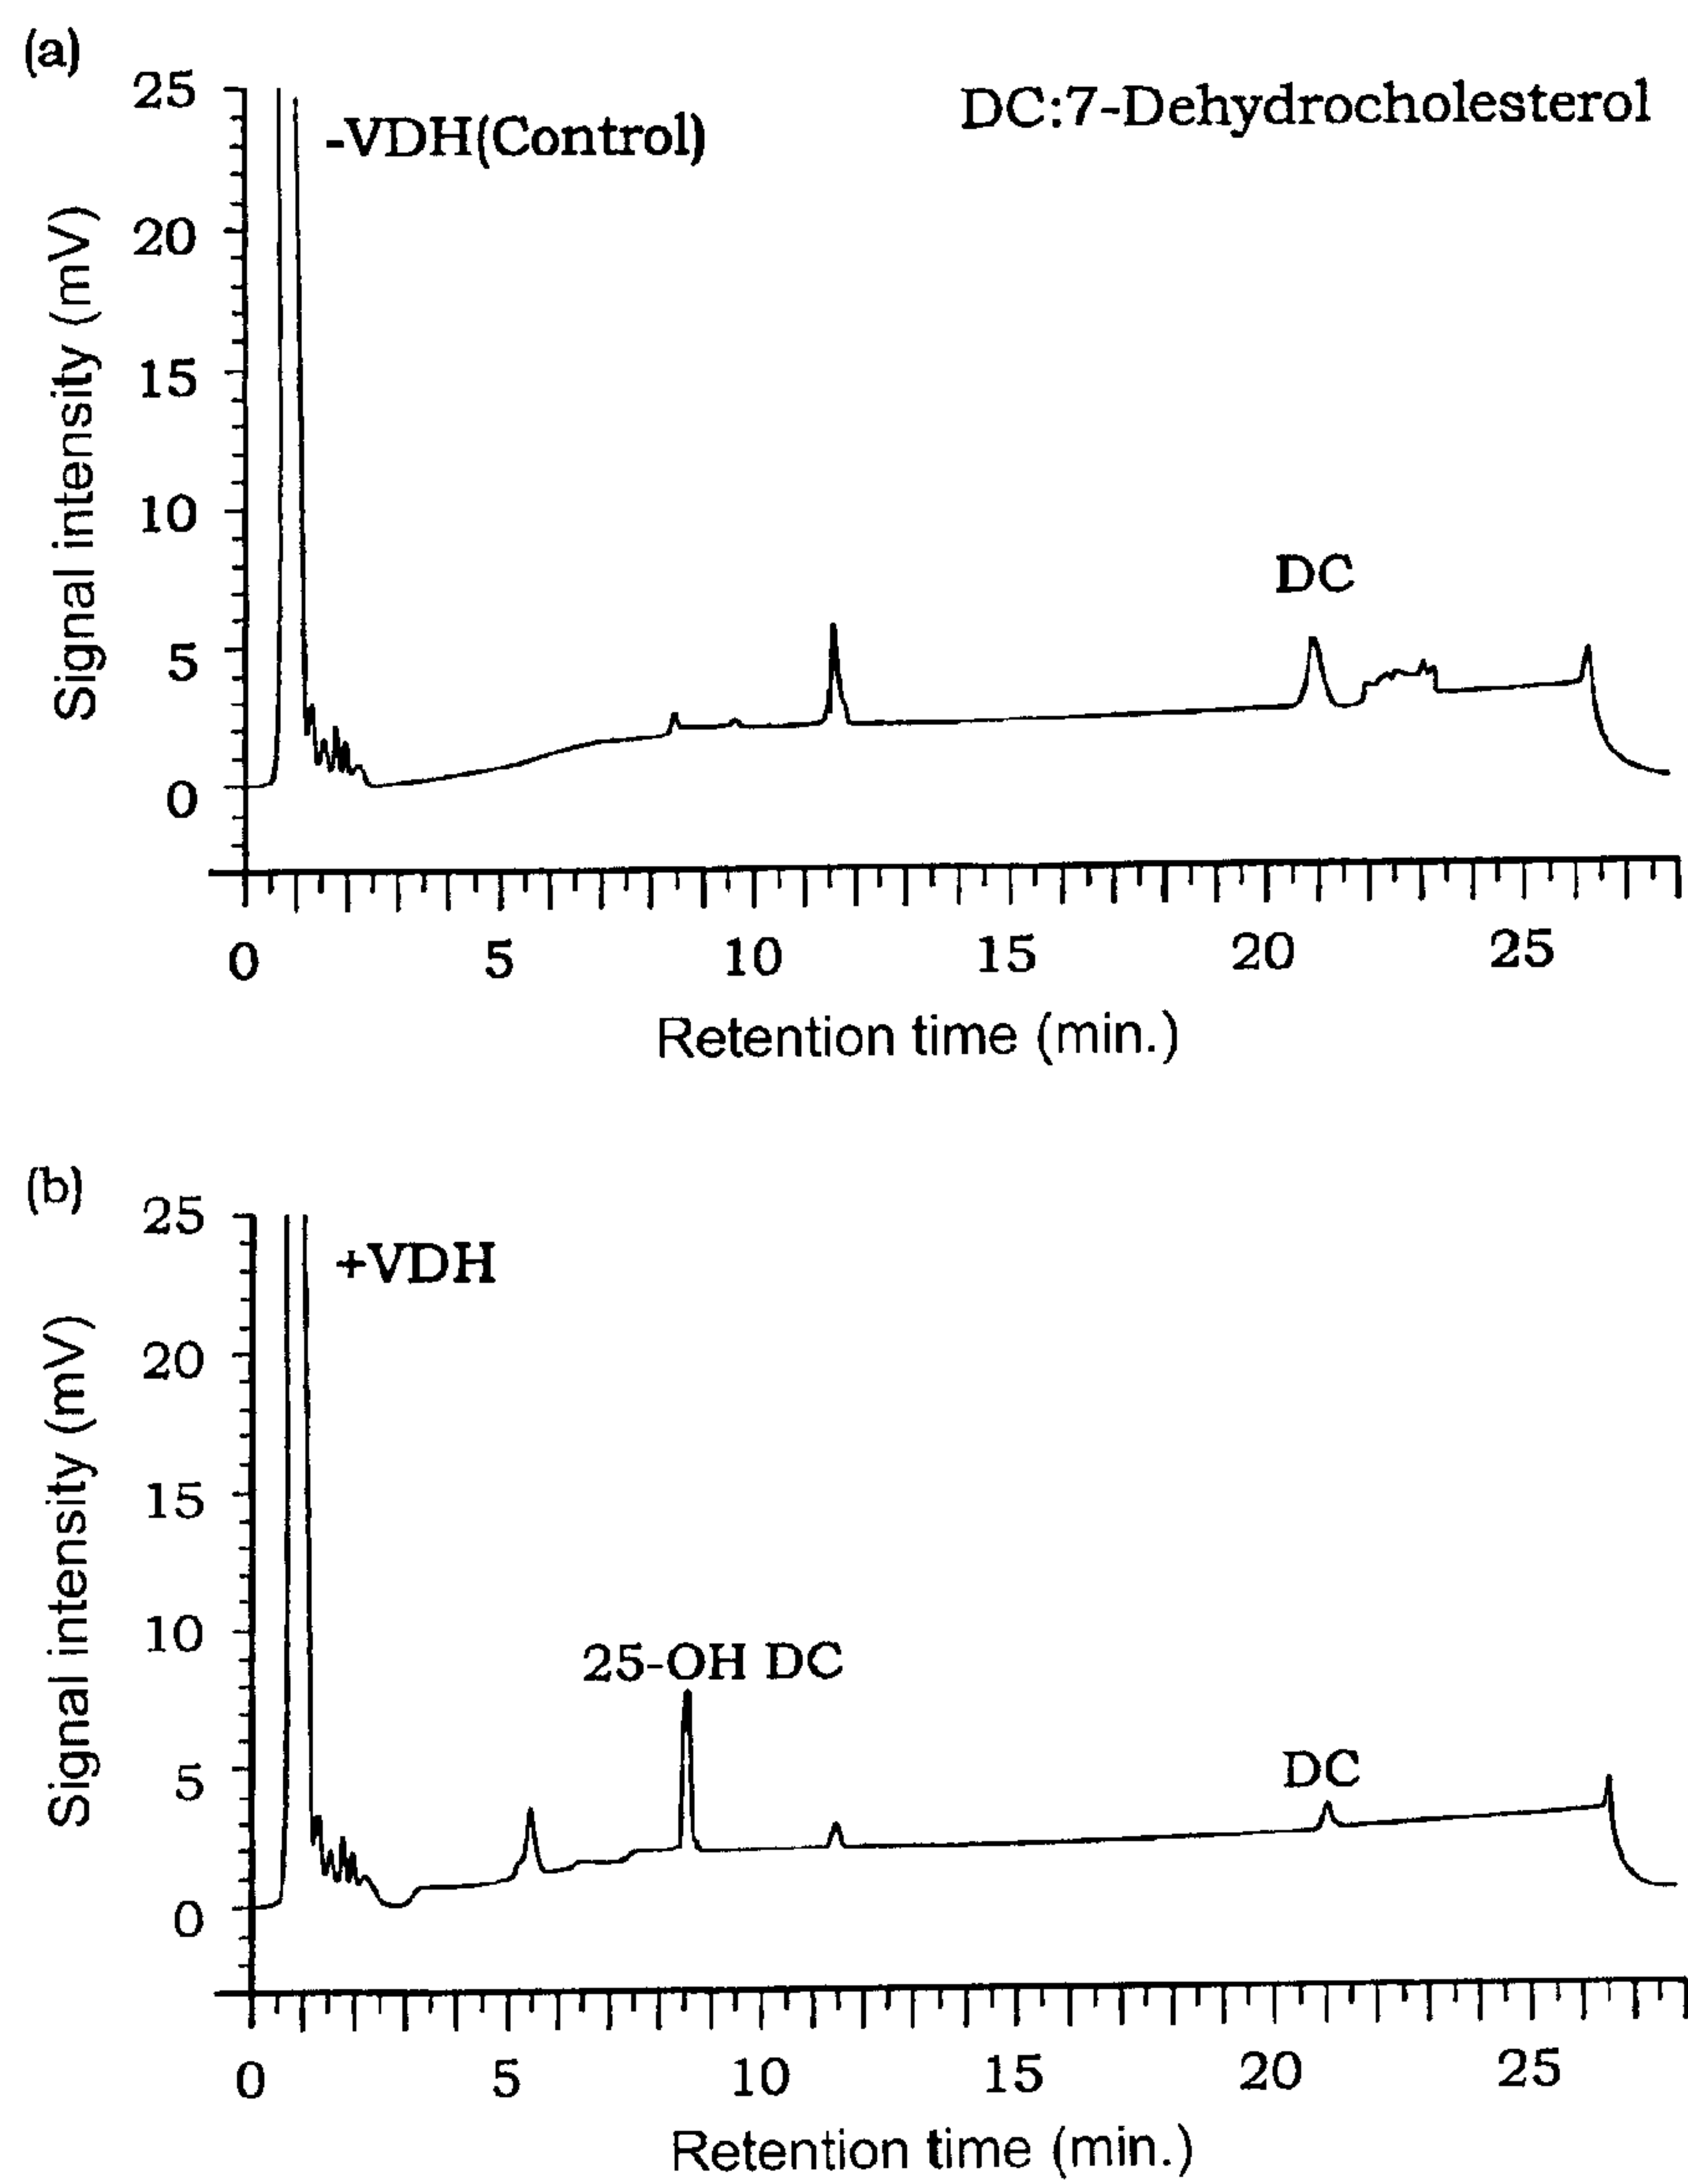 (a)
DC:7-Dehydrocholesterol
-VDH(Control)
25
20
15
10
5
0
Signal intensity (mV)
DC
0 5 10 15 20 25
Retention time (min.)
(b)
+VDH
25
20
15
10
5
0
Signal intensity (mV)
25-OH DC
DC
0 5 10 15 20 25
Retention time (min.)